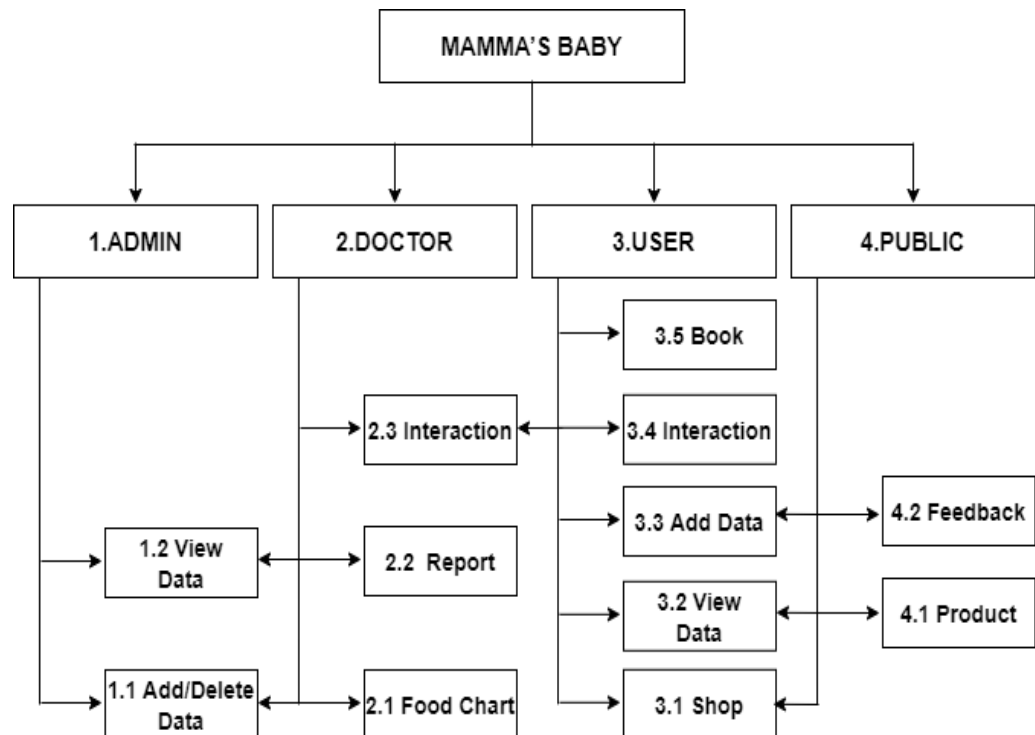 MAMMA'S BABY
1.ADMIN
2.DOCTOR
3.USER
4.PUBLIC
3.5 Book
2.3 Interaction
3.4 Interaction
3.3 Add Data
4.2 Feedback
1.2 View
Data
2.2 Report
3.2 View
Data
4.1 Product
1.1 Add/Delete
Data
2.1 Food Chart
3.1 Shop